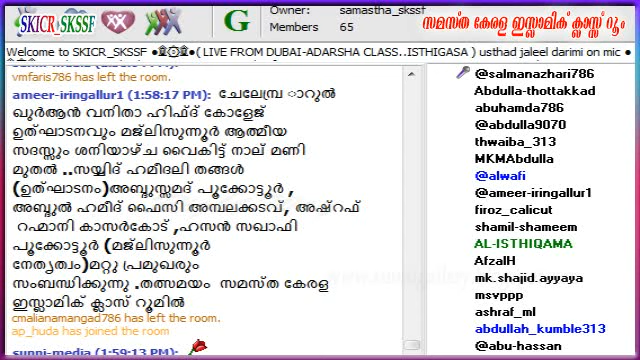 SKICR_SKSSF
G
Owner: samastha_skssf
Members 65
സമസ്ത കേരള ഇസ്ലാമിക് ക്ലാസ്സ് റൂം
Welcome to SKICR_SKSSF ●۩۞۩●( LIVE FROM DUBAI-ADARSHA CLASS..ISTHIGASA ) usthad jaleel darimi on mic ●
vmfaris786 has left the room.
ameer-iringallur1 (1:58:17 PM): ചേലേമ്പ്ര ാറുൽ
ഖുർആൻ വനിതാ ഹിഫ്ദ് കോളേജ്
ഉത്ഘാടനവും മജ്ലിസുന്നൂർ ആത്മീയ
സദസ്സും ശനിയാഴ്ച വൈകിട്ട് നാല് മണി
മുതൽ ..സയ്യിദ് ഹമീദലി തങ്ങൾ
(ഉത്ഘാടനം)അബ്ദുസ്സമദ് പൂക്കോട്ടൂർ ,
അബ്ദുൽ ഹമീദ് ഫൈസി അമ്പലക്കടവ്, അഷ്റഫ്
റഹ്മാനി കാസർകോട് ,ഹസൻ സഖാഫി
പൂക്കോട്ടൂർ (മജ്ലിസുന്നൂർ
നേതൃത്വം)മറ്റു പ്രമുഖരും
സംബന്ധിക്കുന്നു .തത്സമയം സമസ്ത കേരള
ഇസ്ലാമിക് ക്ലാസ് റൂമിൽ
cmalianamangad786 has left the room.
ap_huda has joined the room
sunni-media (1:59:13 PM):
@salmanazhari786
Abdulla-thottakkad
abuhamda786
@abdulla9070
thwaiba_313
MKMAbdulla
@alwafi
@ameer-iringallur1
firoz_calicut
shamil-shameem
AL-ISTHIQAMA
AfzalH
mk.shajid.ayyaya
msvppp
ashraf_ml
abdullah_kumble313
@abu-hassan